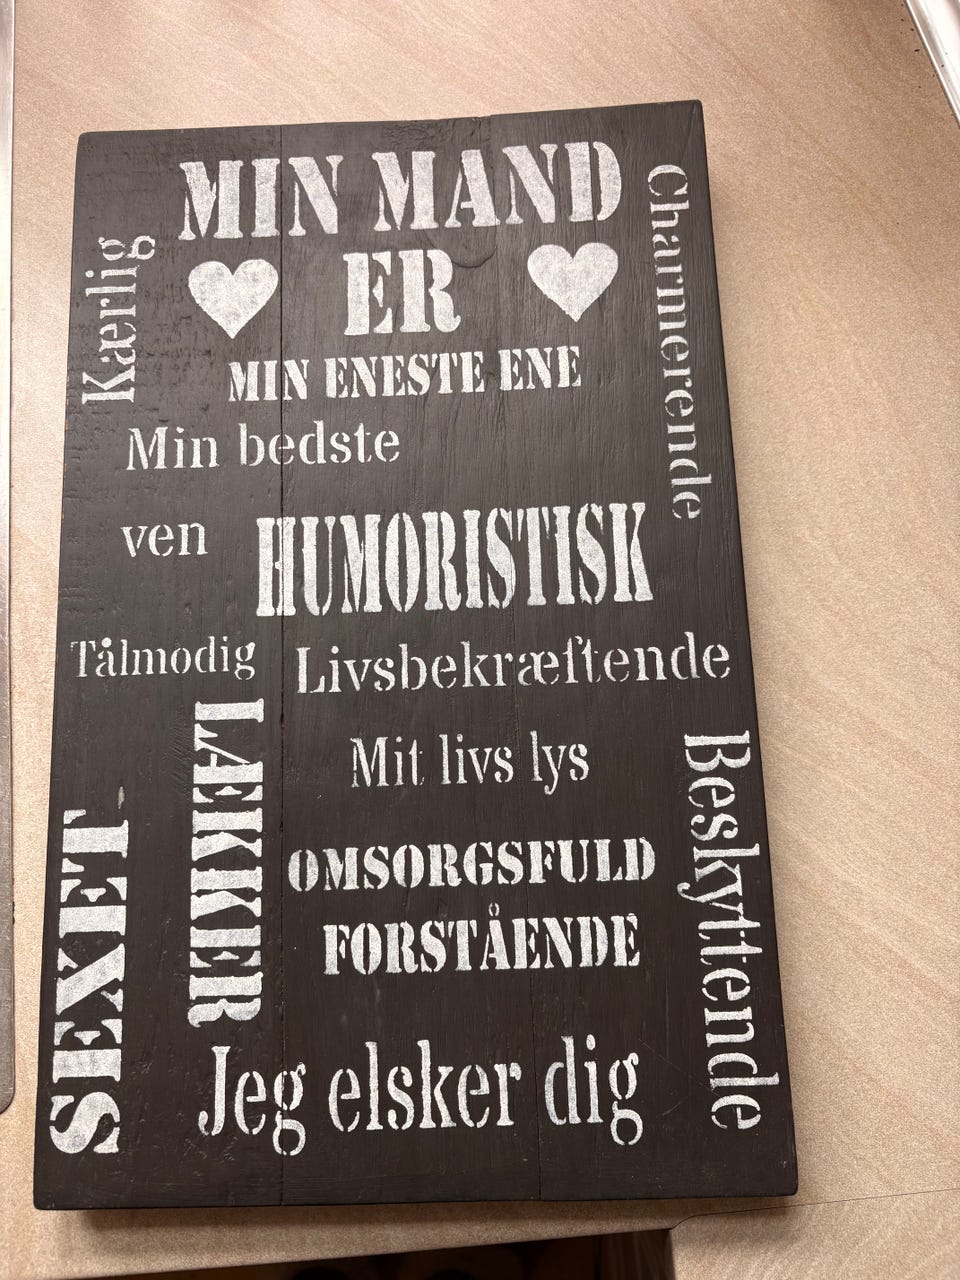 MIN MAND
ER
Kærlig
Charmerende
MIN ENESTE ENE
Min bedste
ven
HUMORISTISK
Tålmodig
Livsbekræftende
LÆKKER
Mit livs lys
Beskyttende
SEXET
OMSORGSFULD
FORSTÅENDE
Jeg elsker dig